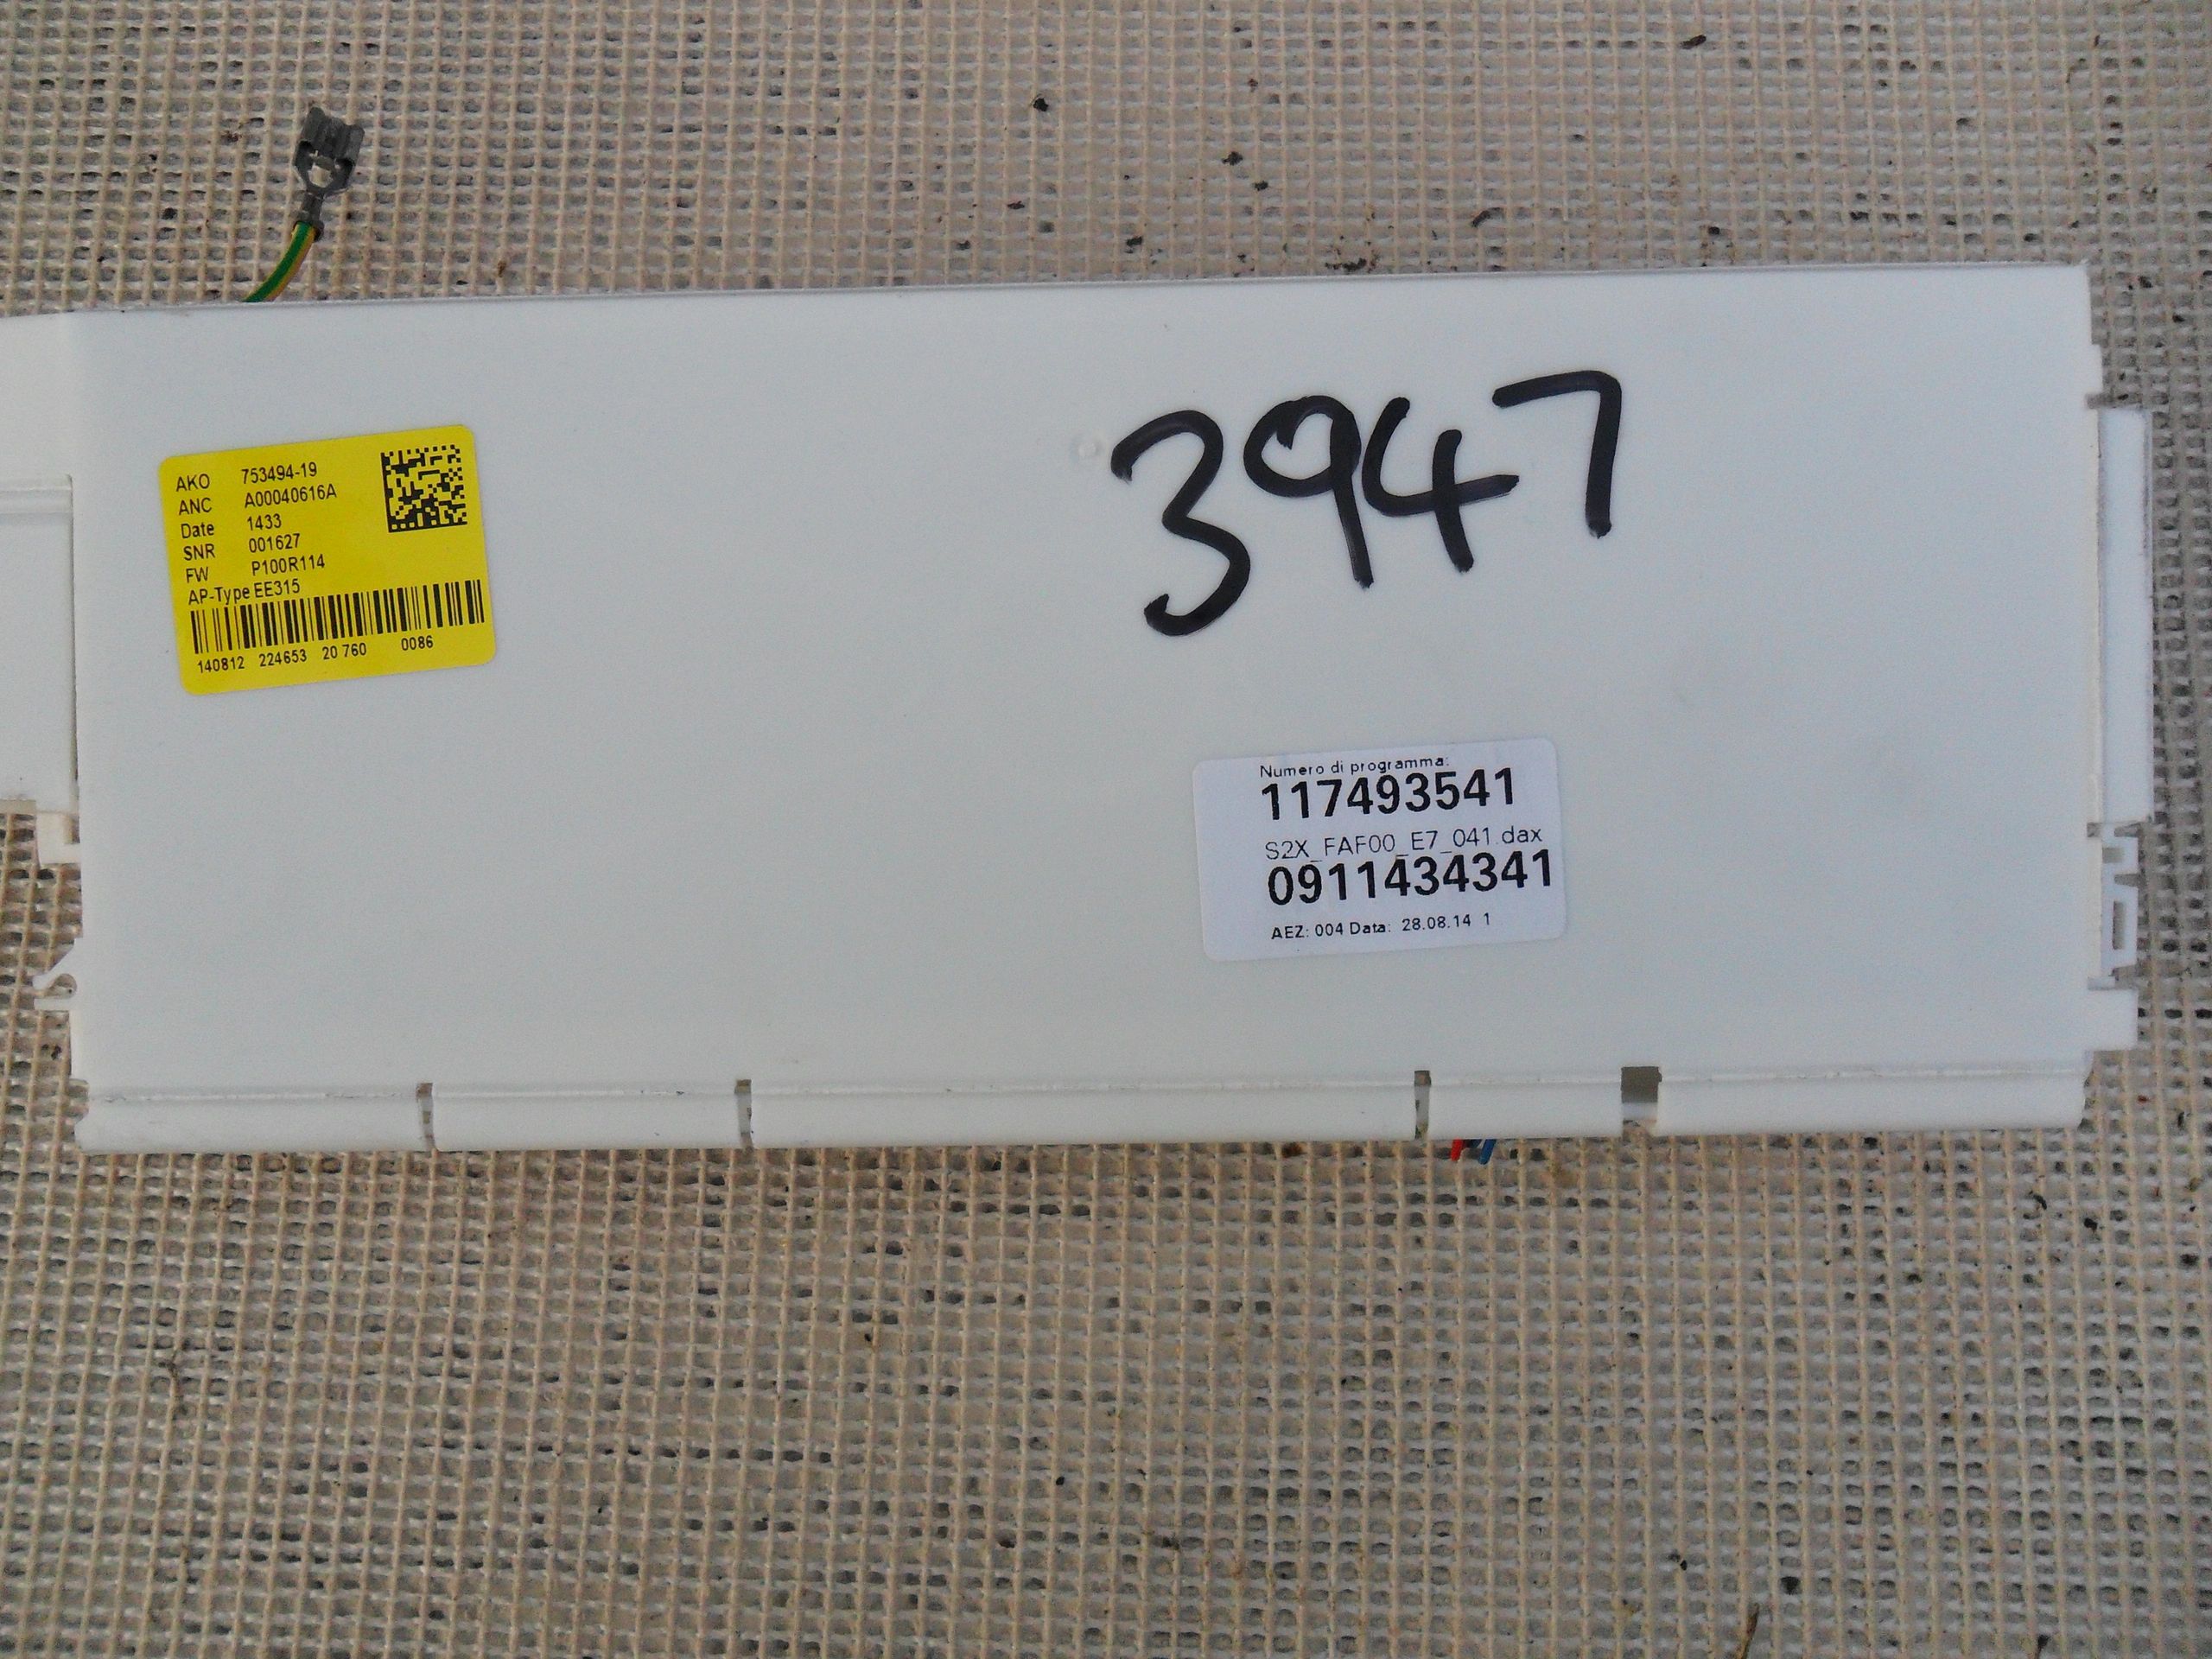 AKO 753494-19
ANC A00040616A
Date 1433
SNR 001627
FW P100R114
AP-Type EE315
140812 224653 20 760 0086
3947
Numero di programma:
117493541
S2X_FAF00_E7_041.dax
0911434341
AEZ: 004 Data: 28.08.14 1